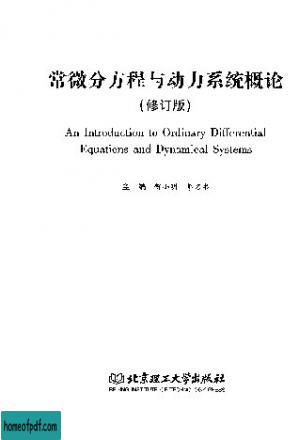 常微分方程与动力系统概论
(修订版)
An Introduction to Ordinary Differential
Equations and Dynamical Systems
主 编
北京理工大学出版社
BEIJING INSTITUTE OF TECHNOLOGY PRESS
homeofpdf.com